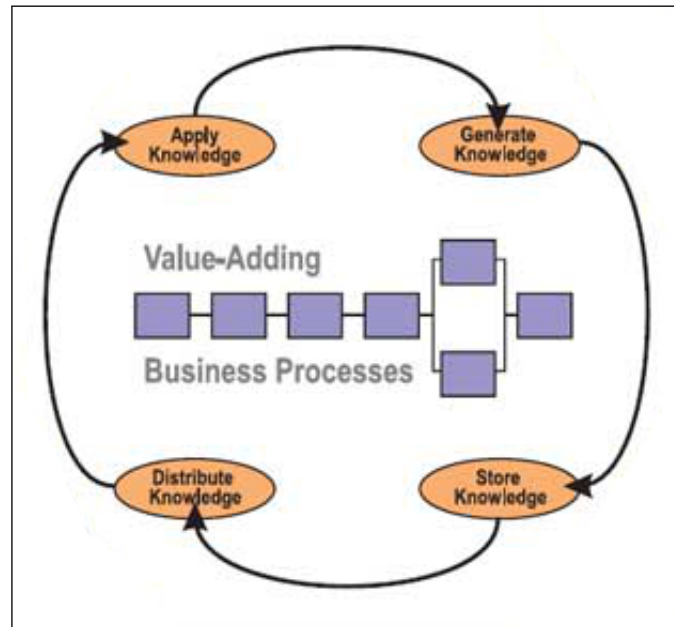 Apply
Knowledge
Generate
Knowledge
Value-Adding
Business Processes
Distribute
Knowledge
Store
Knowledge